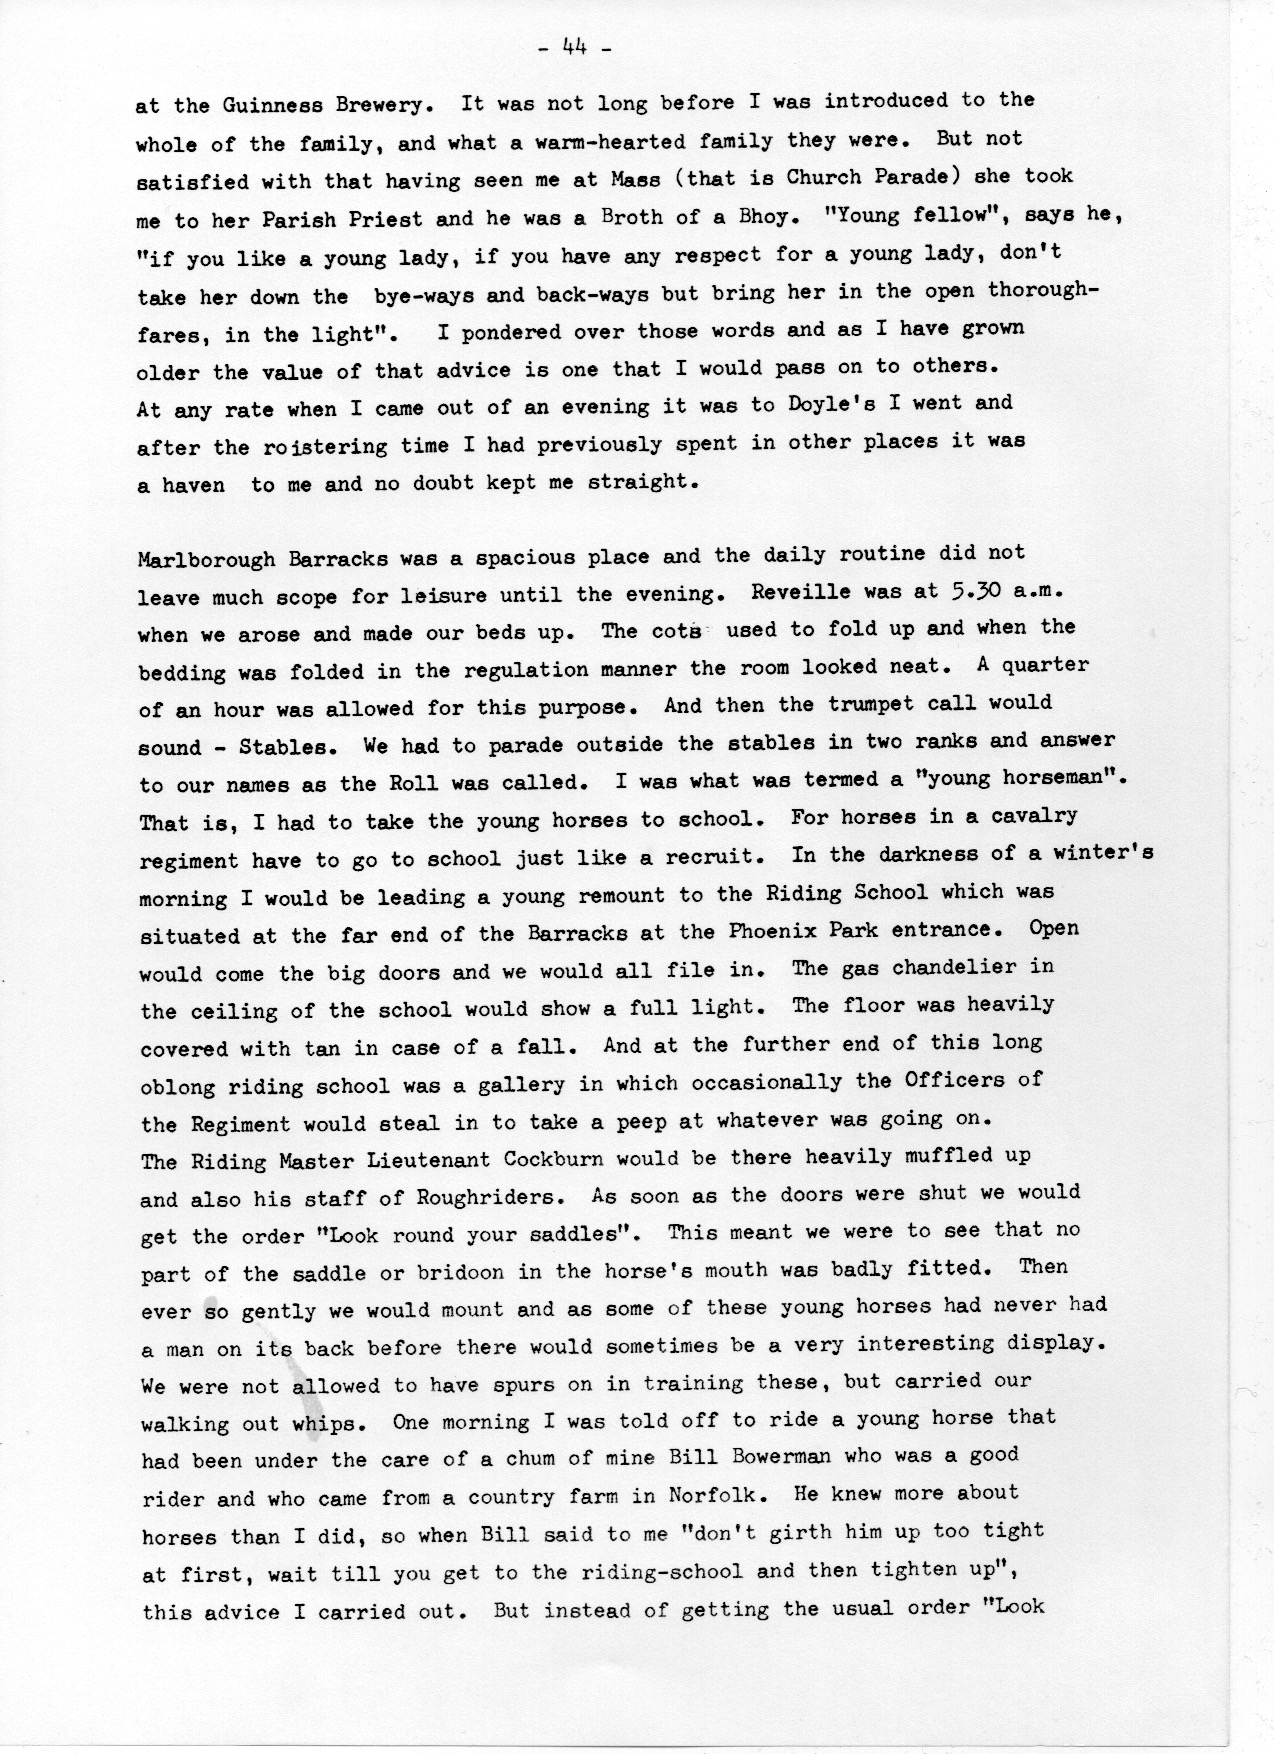 - 44 -
at the Guinness Brewery.  It was not long before I was introduced to the
whole of the family, and what a warm-hearted family they were.  But not
satisfied with that having seen me at Mass (that is Church Parade) she took
me to her Parish Priest and he was a Broth of a Bhoy.  "Young fellow", says he,
"if you like a young lady, if you have any respect for a young lady, don't
take her down the  bye-ways and back-ways but bring her in the open thorough-
fares, in the light".   I pondered over those words and as I have grown
older the value of that advice is one that I would pass on to others.
At any rate when I came out of an evening it was to Doyle's I went and
after the roistering time I had previously spent in other places it was
a haven  to me and no doubt kept me straight.

Marlborough Barracks was a spacious place and the daily routine did not
leave much scope for leisure until the evening.  Reveille was at 5.30 a.m.
when we arose and made our beds up.  The cots  used to fold up and when the
bedding was folded in the regulation manner the room looked neat.  A quarter
of an hour was allowed for this purpose.  And then the trumpet call would
sound - Stables.  We had to parade outside the stables in two ranks and answer
to our names as the Roll was called.  I was what was termed a "young horseman".
That is, I had to take the young horses to school.  For horses in a cavalry
regiment have to go to school just like a recruit.  In the darkness of a winter's
morning I would be leading a young remount to the Riding School which was
situated at the far end of the Barracks at the Phoenix Park entrance.  Open
would come the big doors and we would all file in.  The gas chandelier in
the ceiling of the school would show a full light.  The floor was heavily
covered with tan in case of a fall.  And at the further end of this long
oblong riding school was a gallery in which occasionally the Officers of
the Regiment would steal in to take a peep at whatever was going on.
The Riding Master Lieutenant Cockburn would be there heavily muffled up
and also his staff of Roughriders.  As soon as the doors were shut we would
get the order "Look round your saddles".  This meant we were to see that no
part of the saddle or bridoon in the horse's mouth was badly fitted.  Then
ever so gently we would mount and as some of these young horses had never had
a man on its back before there would sometimes be a very interesting display.
We were not allowed to have spurs on in training these, but carried our
walking out whips.  One morning I was told off to ride a young horse that
had been under the care of a chum of mine Bill Bowerman who was a good
rider and who came from a country farm in Norfolk.  He knew more about
horses than I did, so when Bill said to me "don't girth him up too tight
at first, wait till you get to the riding-school and then tighten up",
this advice I carried out.  But instead of getting the usual order "Look